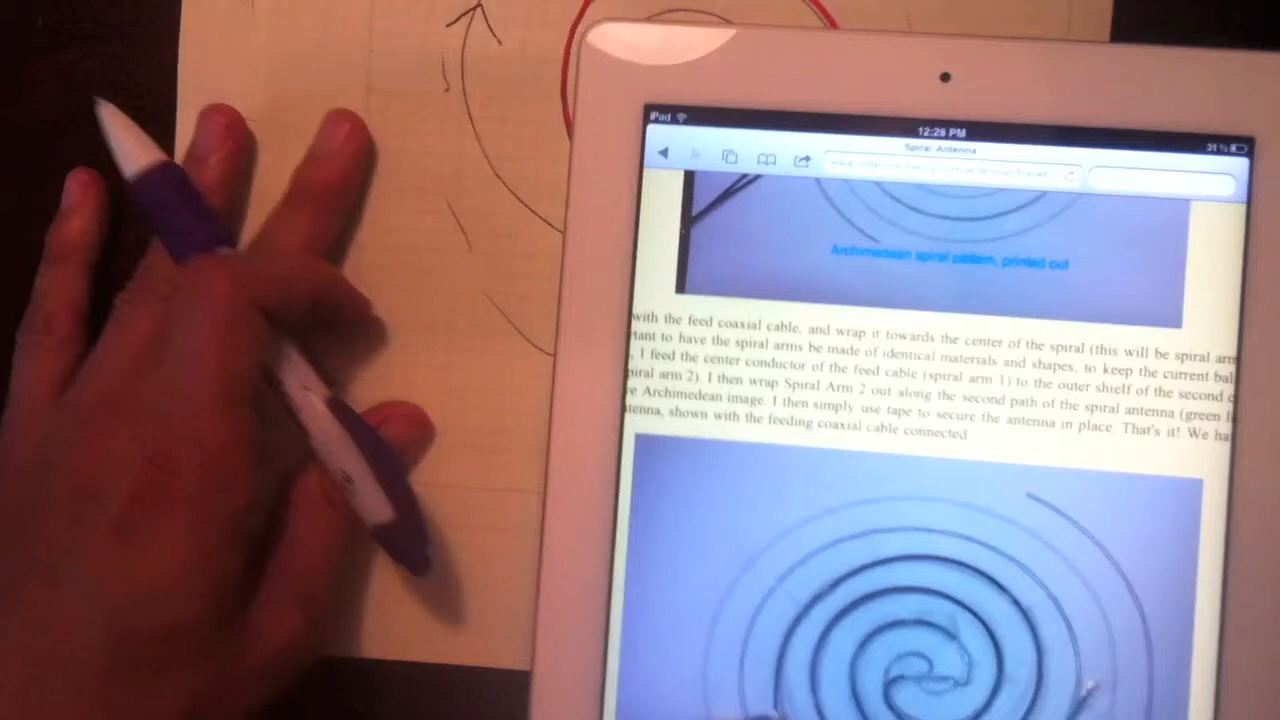 iPad
12:28 PM
31%
Spiral Antenna
Archimedean spiral pattern, printed out
with the feed coaxial cable, and wrap it towards the center of the spiral (this will be spiral arm
tant to have the spiral arms be made of identical materials and shapes, to keep the current bal
, I feed the center conductor of the feed cable (spiral arm 1) to the outer shielf of the second c
piral arm 2). I then wrap Spiral Arm 2 out along the second path of the spiral antenna (green li
re Archimedean image. I then simply use tape to secure the antenna in place. That's it! We ha
tenna, shown with the feeding coaxial cable connected